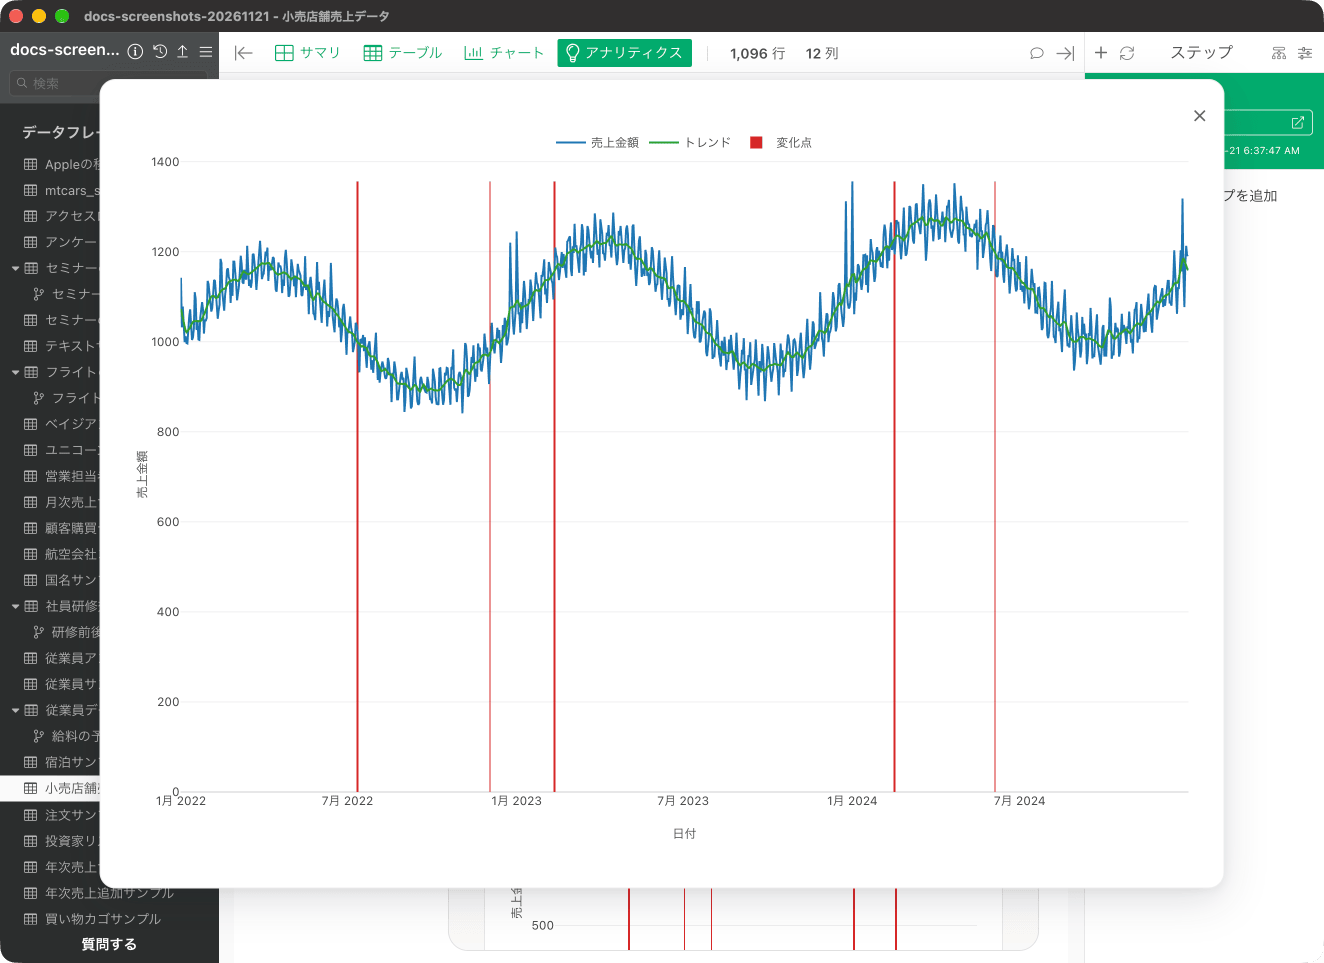 docs-screenshots-20261121 - 小売店舗売上データ
docs-screen...
サマリ
テーブル
チャート
アナリティクス
1,096 行
12 列
ステップ
検索
データフレー
Appleの
mtcars_s
アクセス
アンケー
セミナー
セミナー
セミナー
テキスト
フライト
フライト
ベイジア
ユニコー
営業担当
月次売上
顧客購買
航空会社
国名サン
社員研修
研修前後
従業員ア
従業員サ
従業員デ
給料の予
宿泊サン
小売店舗
注文サン
投資家リ
年次売上
年次売上追加サンプル
買い物カゴサンプル
質問する
-21 6:37:47 AM
プを追加
売上金額
トレンド
変化点
1400
1200
1000
800
600
400
200
0
売上金額
1月 2022
7月 2022
1月 2023
7月 2023
1月 2024
7月 2024
日付
売上金
500